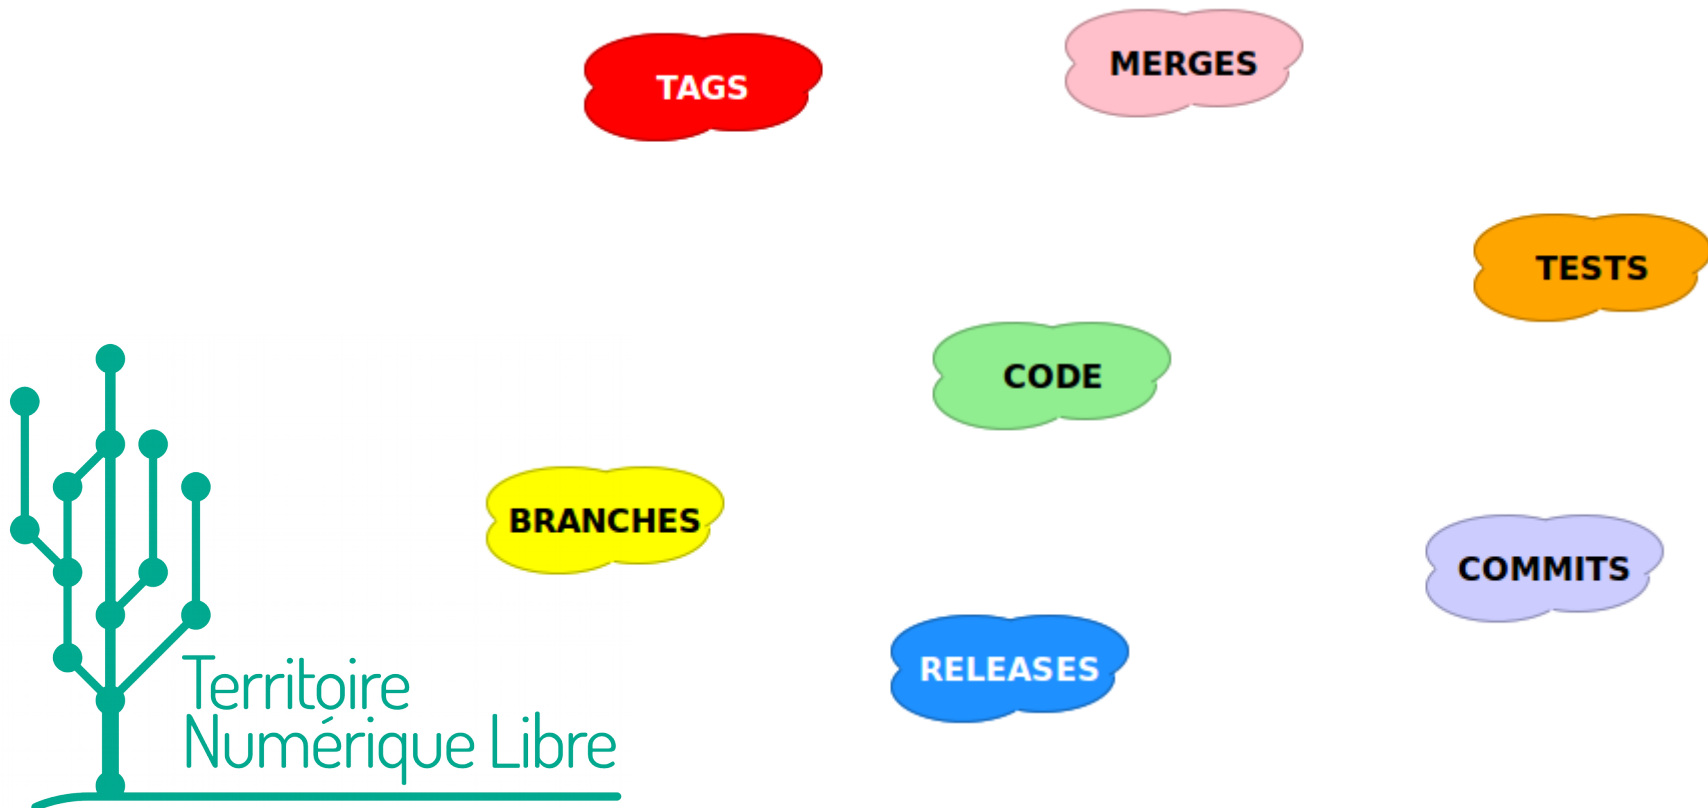 TAGS
MERGES
TESTS
CODE
BRANCHES
COMMITS
RELEASES
Territoire
Numérique Libre